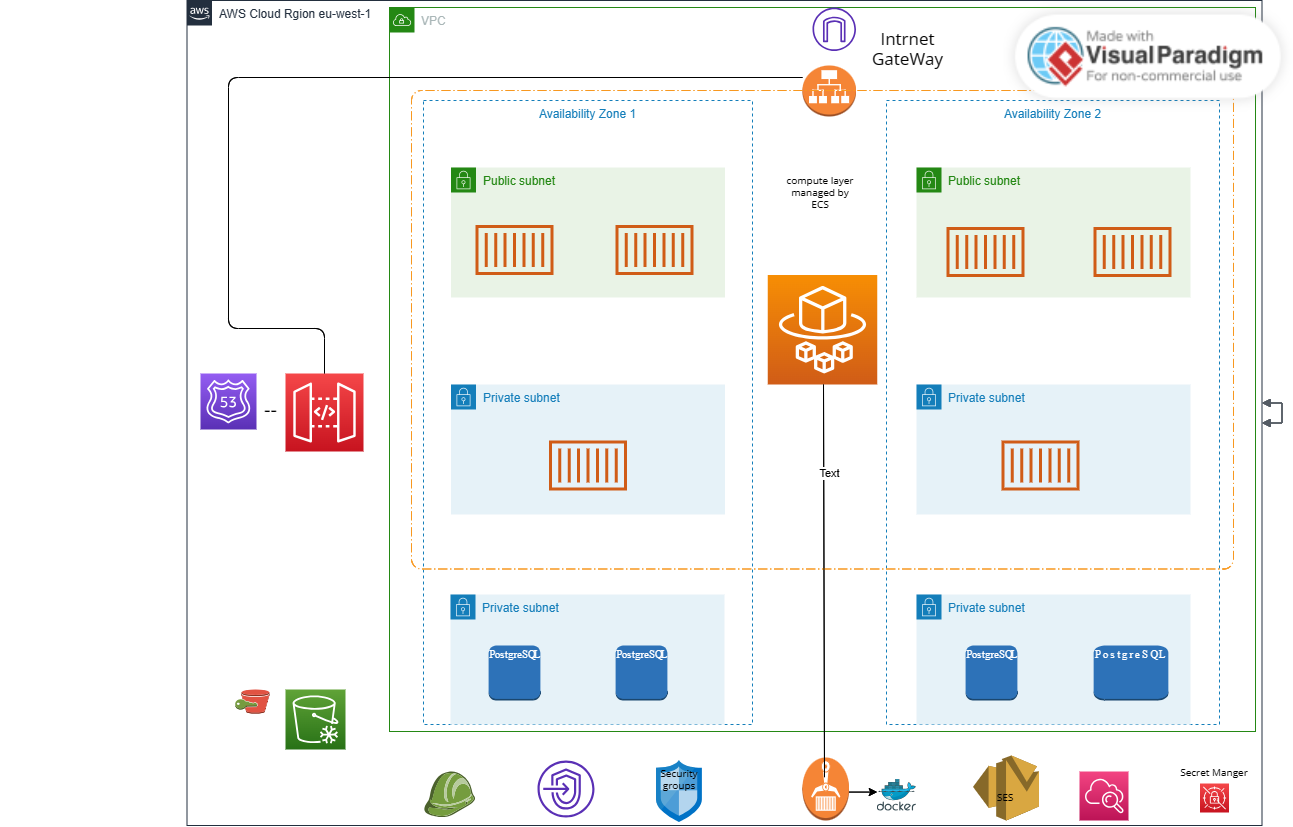 aws
AWS Cloud Rgion eu-west-1
VPC
Intrnet
GateWay
Made with
Visual Paradigm
For non-commercial use
Availability Zone 1
Availability Zone 2
Public subnet
compute layer
managed by
ECS
Public subnet
53
--
</>
Private subnet
Private subnet
Text
Private subnet
Private subnet
PostgreSQL
PostgreSQL
PostgreSQL
PostgreSQL
Security
groups
docker
SES
Secret Manger